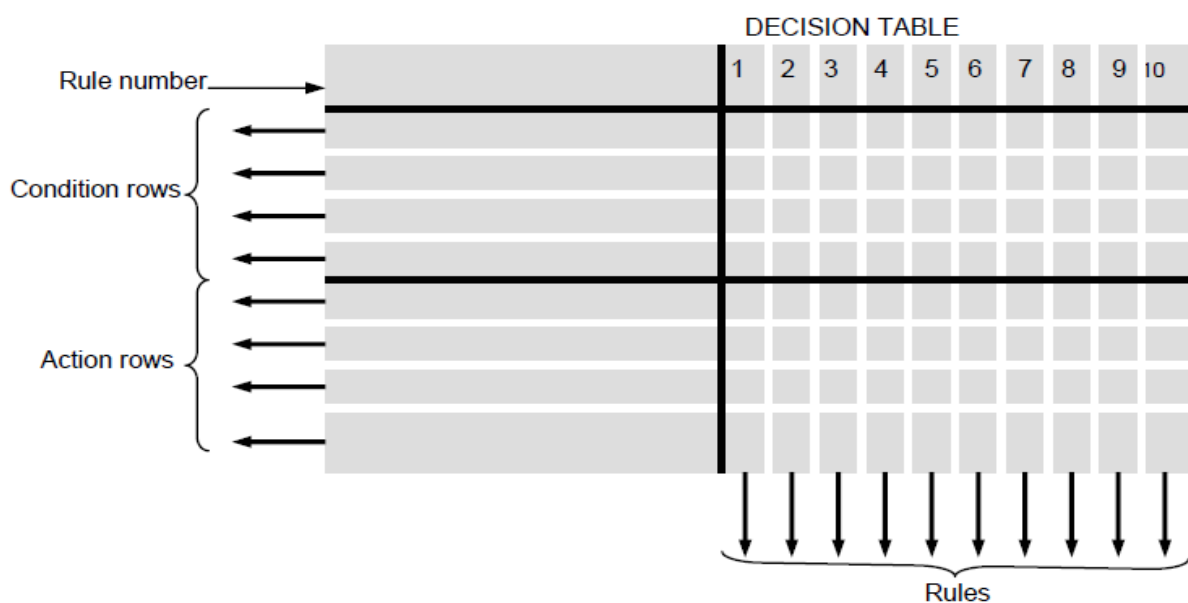 DECISION TABLE
Rule number
1 2 3 4 5 6 7 8 9 10
Condition rows
Action rows
Rules